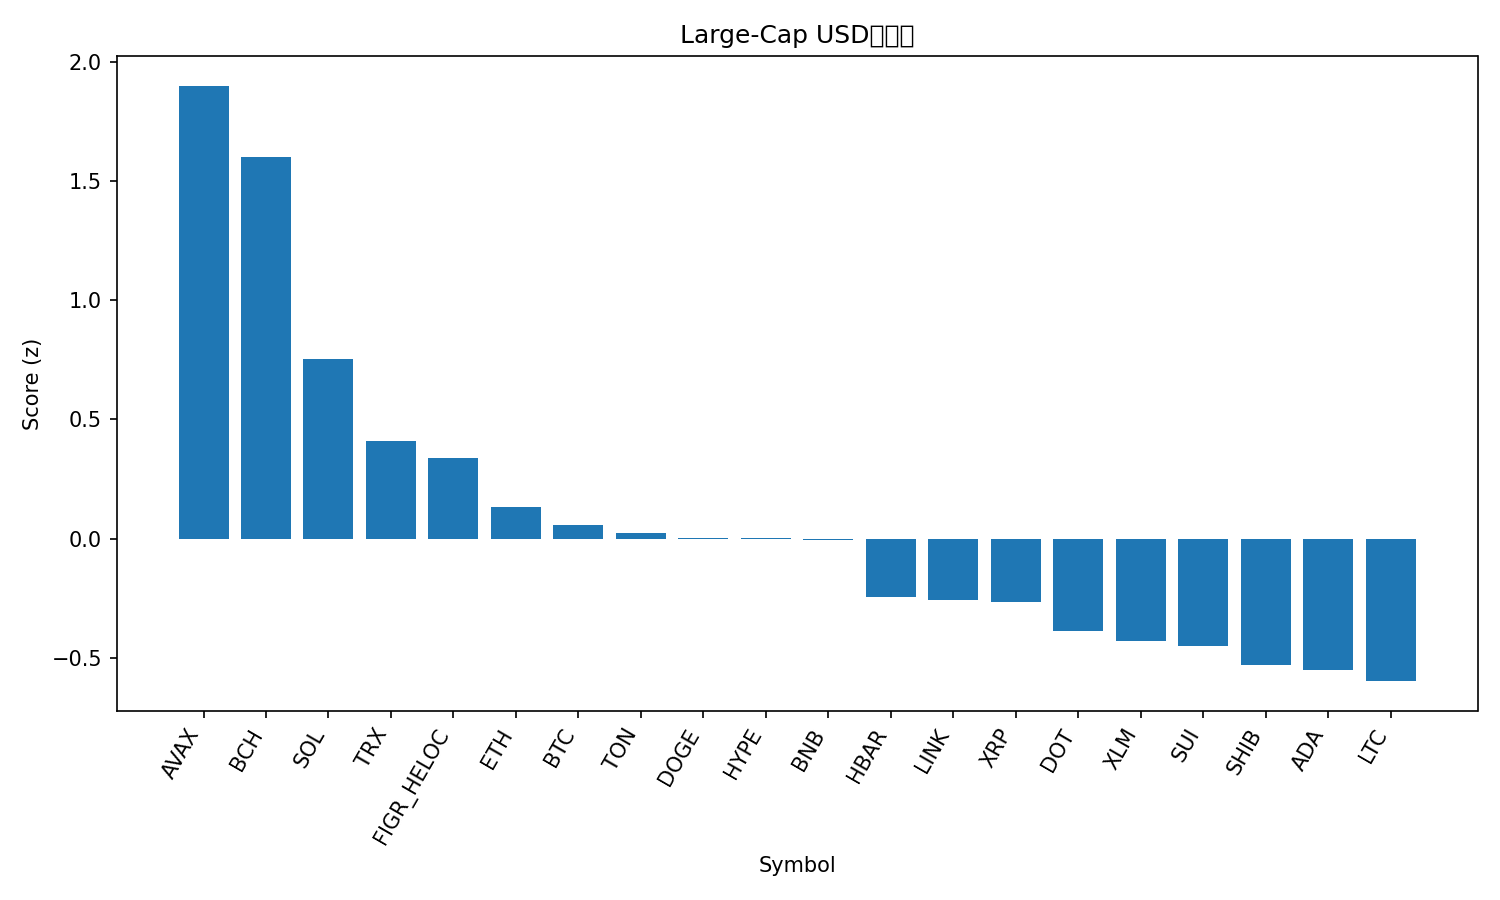 Large-Cap USD
2.0
1.5
1.0
0.5
0.0
−0.5
Score (z)
AVAX
BCH
SOL
TRX
FIGR_HELOC
ETH
BTC
TON
DOGE
HYPE
BNB
HBAR
LINK
XRP
DOT
XLM
SUI
SHIB
ADA
LTC
Symbol